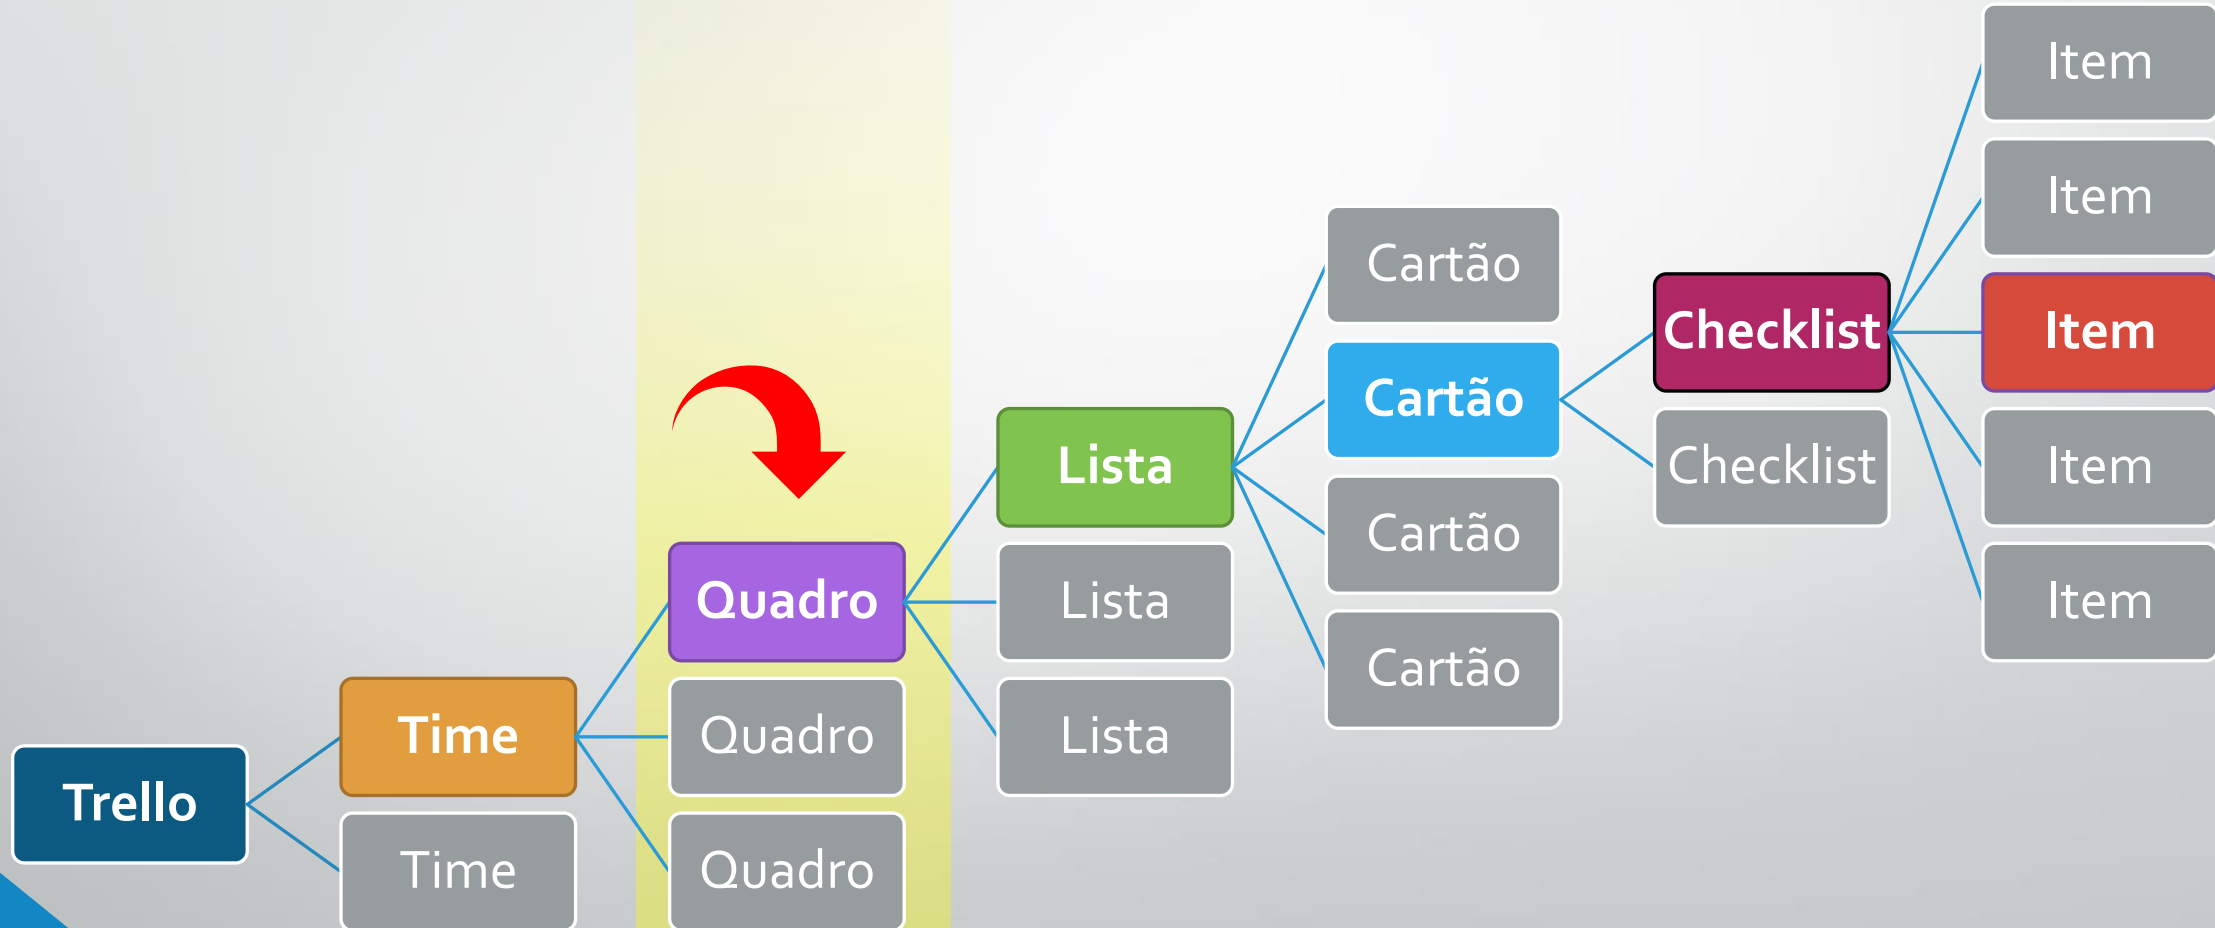 Trello
Time
Time
Quadro
Quadro
Quadro
Lista
Lista
Lista
Cartão
Cartão
Cartão
Cartão
Checklist
Checklist
Item
Item
Item
Item
Item